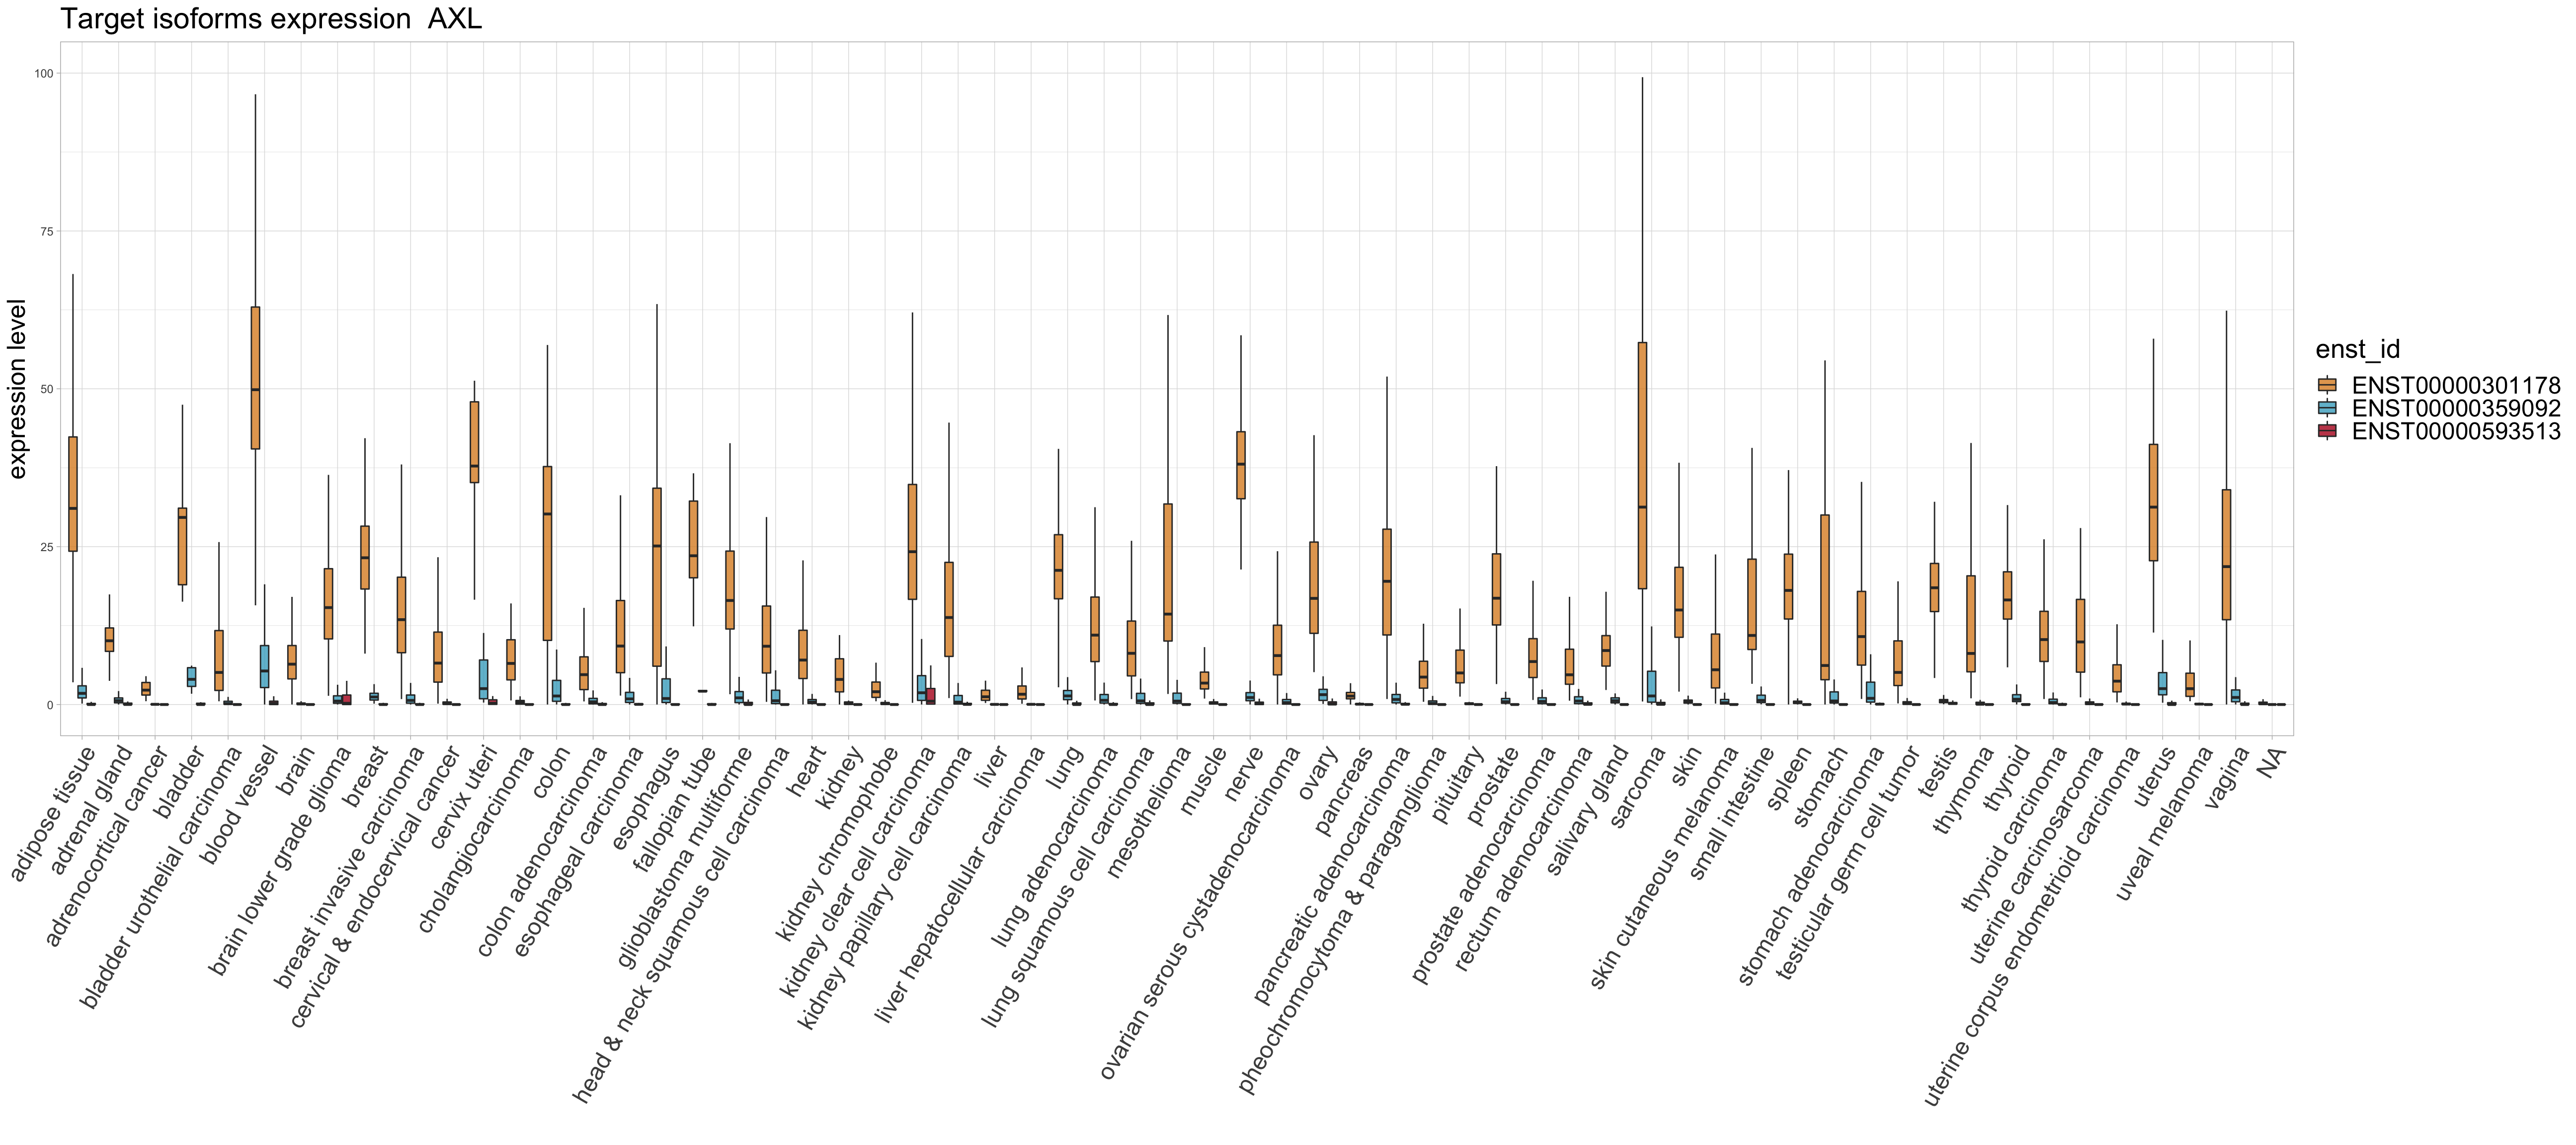 Target isoforms expression  AXL
expression level
100
75
50
25
0
adipose tissue
adrenal gland
adrenocortical cancer
bladder
bladder urothelial carcinoma
blood vessel
brain
brain lower grade glioma
breast
breast invasive carcinoma
cervical & endocervical cancer
cervix uteri
cholangiocarcinoma
colon
colon adenocarcinoma
esophageal carcinoma
esophagus
fallopian tube
glioblastoma multiforme
head & neck squamous cell carcinoma
heart
kidney
kidney chromophobe
kidney clear cell carcinoma
kidney papillary cell carcinoma
liver
liver hepatocellular carcinoma
lung
lung adenocarcinoma
lung squamous cell carcinoma
mesothelioma
muscle
nerve
ovarian serous cystadenocarcinoma
ovary
pancreas
pancreatic adenocarcinoma
pheochromocytoma & paraganglioma
pituitary
prostate
prostate adenocarcinoma
rectum adenocarcinoma
salivary gland
sarcoma
skin
skin cutaneous melanoma
small intestine
spleen
stomach
stomach adenocarcinoma
testicular germ cell tumor
testis
thymoma
thyroid
thyroid carcinoma
uterine carcinosarcoma
uterine corpus endometrioid carcinoma
uterus
uveal melanoma
vagina
NA
enst_id
ENST00000301178
ENST00000359092
ENST00000593513